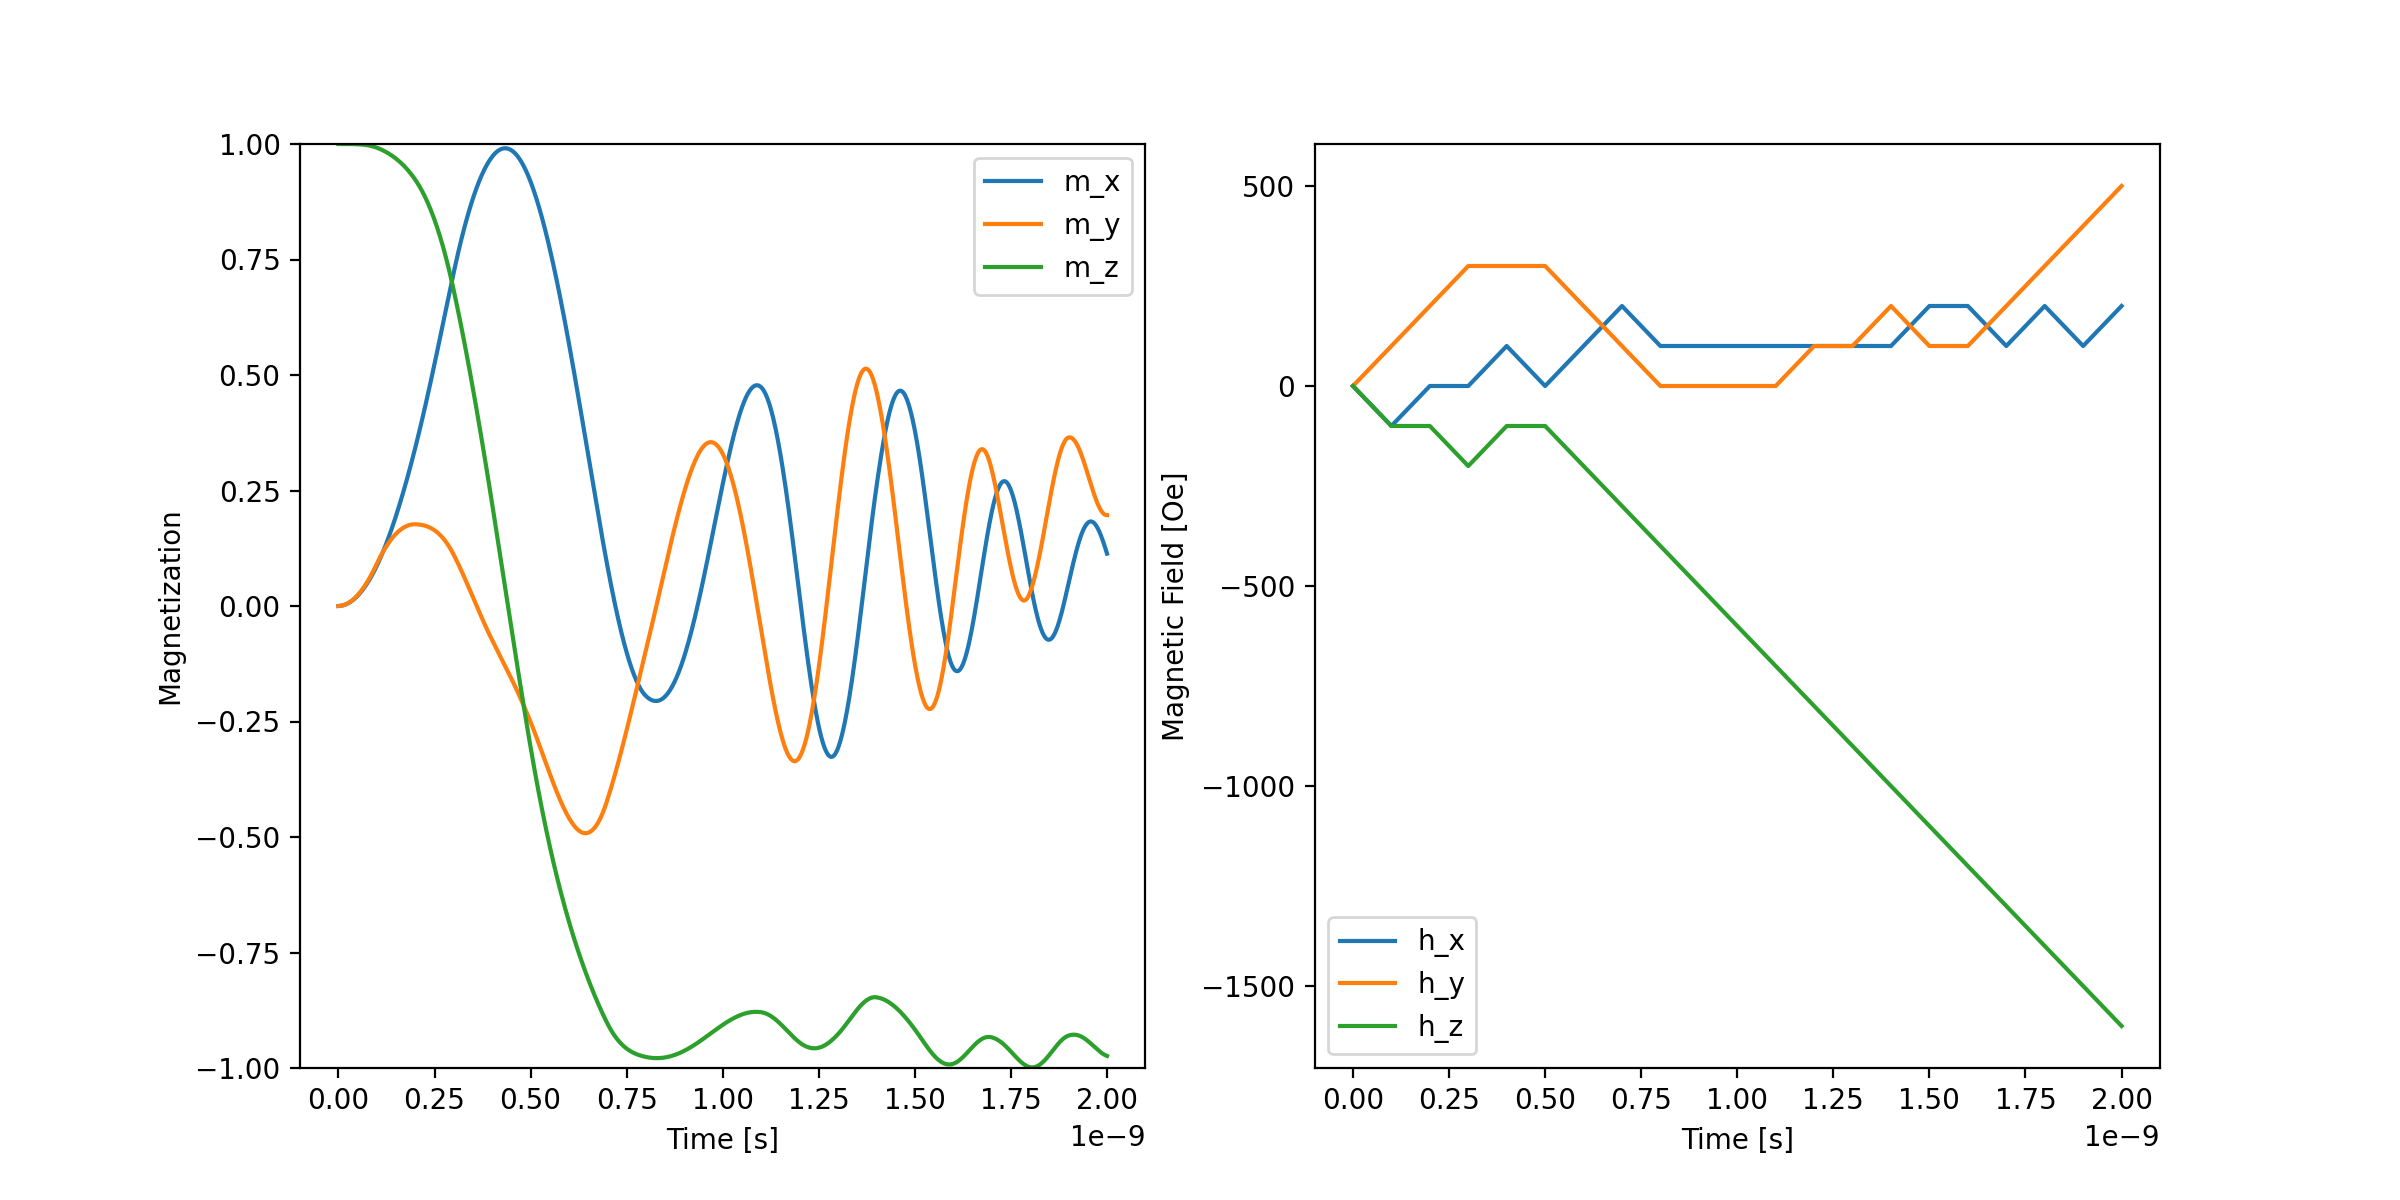 1.00
0.75
0.50
0.25
0.00
−0.25
−0.50
−0.75
−1.00
Magnetization
m_x
m_y
m_z
0.00 0.25 0.50 0.75 1.00 1.25 1.50 1.75 2.00
Time [s]
1e−9
500
0
−500
−1000
−1500
Magnetic Field [Oe]
h_x
h_y
h_z
0.00 0.25 0.50 0.75 1.00 1.25 1.50 1.75 2.00
Time [s]
1e−9